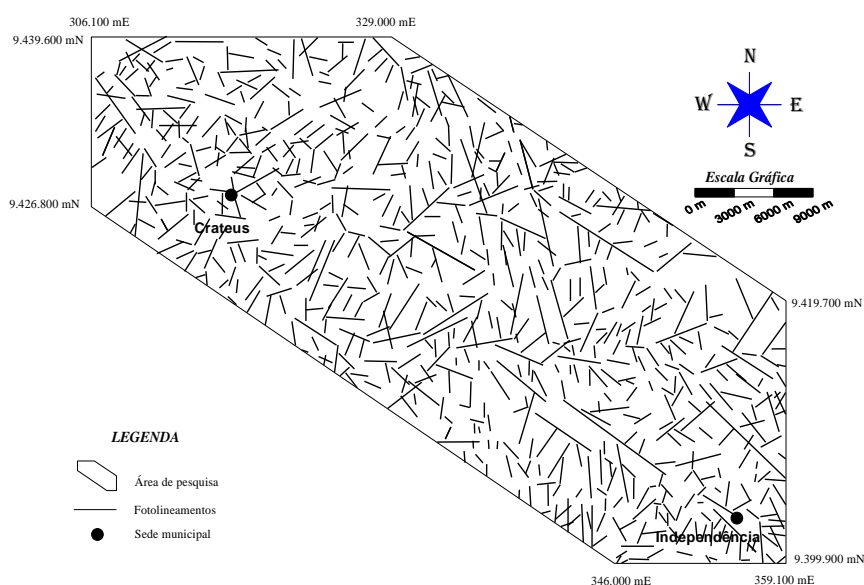 306.100 mE
329.000 mE
9.439.600 mN
N
W
E
S
Escala Gráfica
0 m
3000 m
6000 m
9000 m
9.426.800 mN
Crateus
9.419.700 mN
LEGENDA
Área de pesquisa
Fotolineamentos
Sede municipal
Independência
9.399.900 mN
346.000 mE
359.100 mE